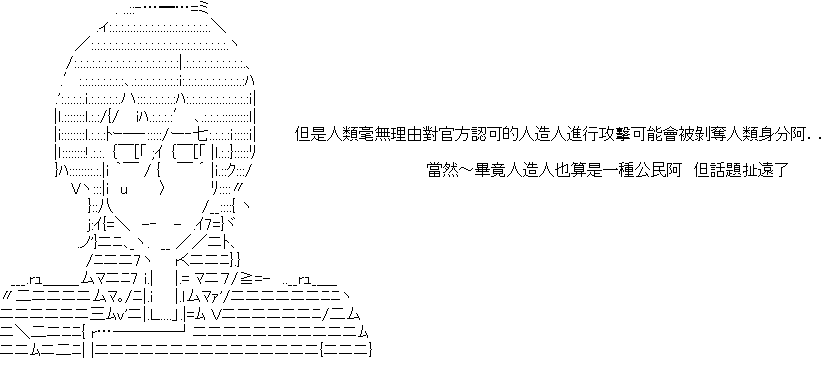 但是人類毫無理由對官方認可的人造人進行攻擊可能會被剝奪人類身分阿..
當然～畢竟人造人也算是一種公民阿　但話題扯遠了